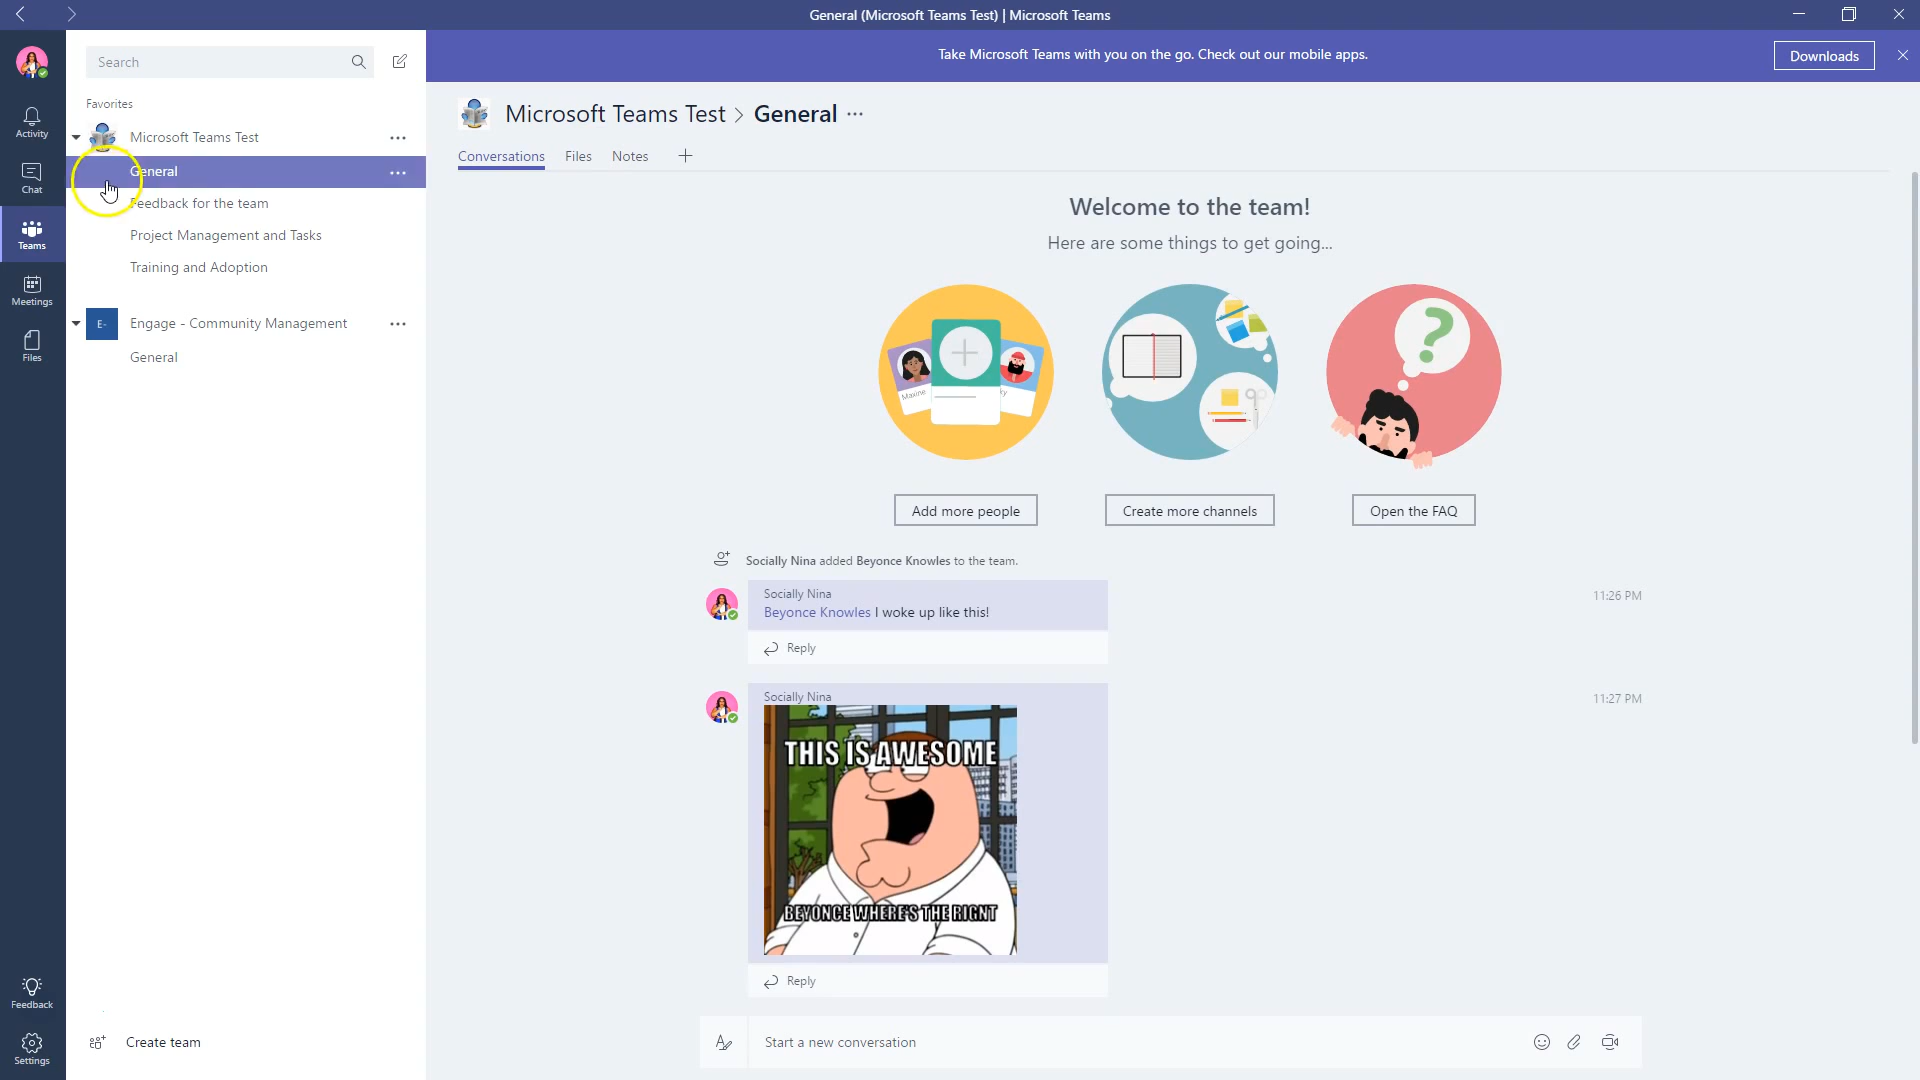 General (Microsoft Teams Test) | Microsoft Teams
Take Microsoft Teams with you on the go. Check out our mobile apps.
Downloads
Search
Activity
Chat
Teams
Meetings
Files
Feedback
Settings
Favorites
Microsoft Teams Test
General
Feedback for the team
Project Management and Tasks
Training and Adoption
E-
Engage - Community Management
General
Create team
Microsoft Teams Test > General
Conversations
Files
Notes
Welcome to the team!
Here are some things to get going...
Maxine
ky
Add more people
Create more channels
Open the FAQ
Socially Nina added Beyonce Knowles to the team.
Socially Nina
11:26 PM
Beyonce Knowles I woke up like this!
Reply
Socially Nina
11:27 PM
THIS IS AWESOME
BEYONCE WHERE'S THE RIGNT
Reply
Start a new conversation